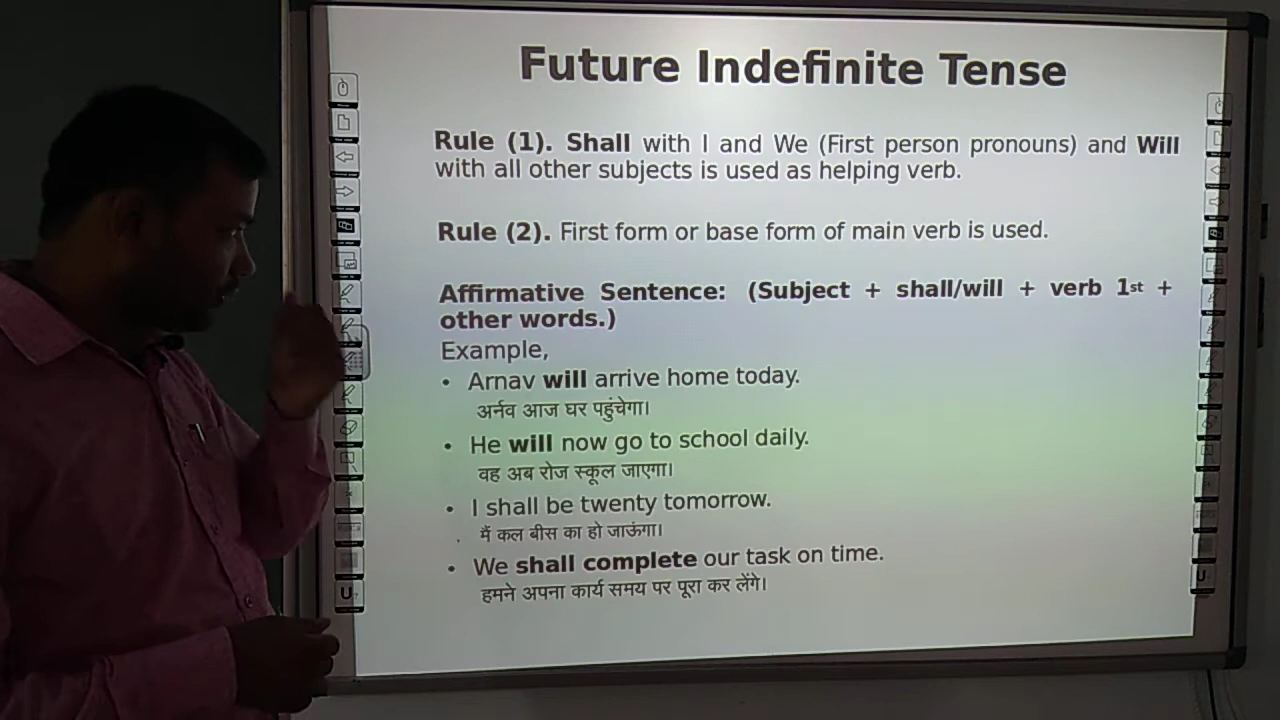 Future Indefinite Tense
Rule (1). Shall with I and We (First person pronouns) and Will
with all other subjects is used as helping verb.
Rule (2). First form or base form of main verb is used.
Affirmative Sentence: (Subject + shall/will + verb 1st +
other words.)
Example,
• Arnav will arrive home today.
अर्नव आज घर पहुंचेगा।
• He will now go to school daily.
वह अब रोज स्कूल जाएगा।
• I shall be twenty tomorrow.
मैं कल बीस का हो जाऊंगा।
• We shall complete our task on time.
हमने अपना कार्य समय पर पूरा कर लेंगे।